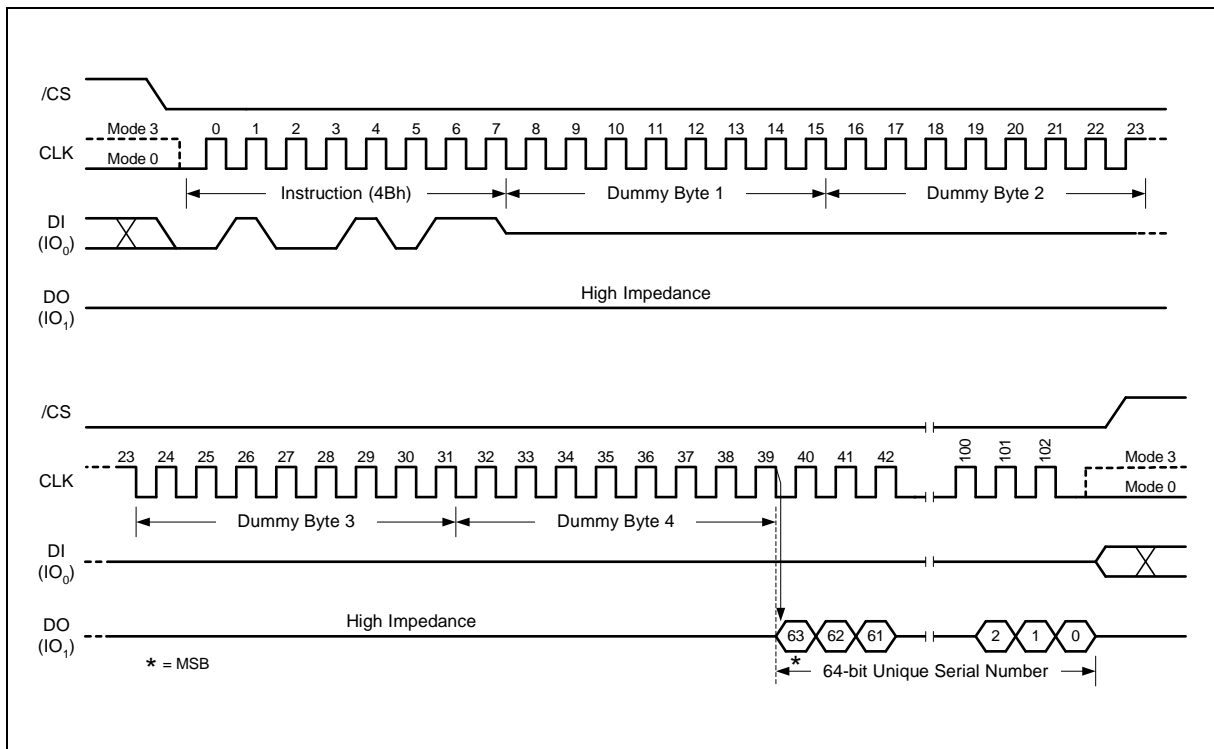 /CS
Mode 3
0 1 2 3 4 5 6 7 8 9 10 11 12 13 14 15 16 17 18 19 20 21 22 23
CLK
Mode 0
Instruction (4Bh)
Dummy Byte 1
Dummy Byte 2
DI
(IO0)
High Impedance
DO
(IO1)
/CS
23 24 25 26 27 28 29 30 31 32 33 34 35 36 37 38 39 40 41 42 100 101 102
Mode 3
CLK
Mode 0
Dummy Byte 3
Dummy Byte 4
DI
(IO0)
High Impedance
DO
(IO1)
63 62 61 2 1 0
* = MSB
*
64-bit Unique Serial Number